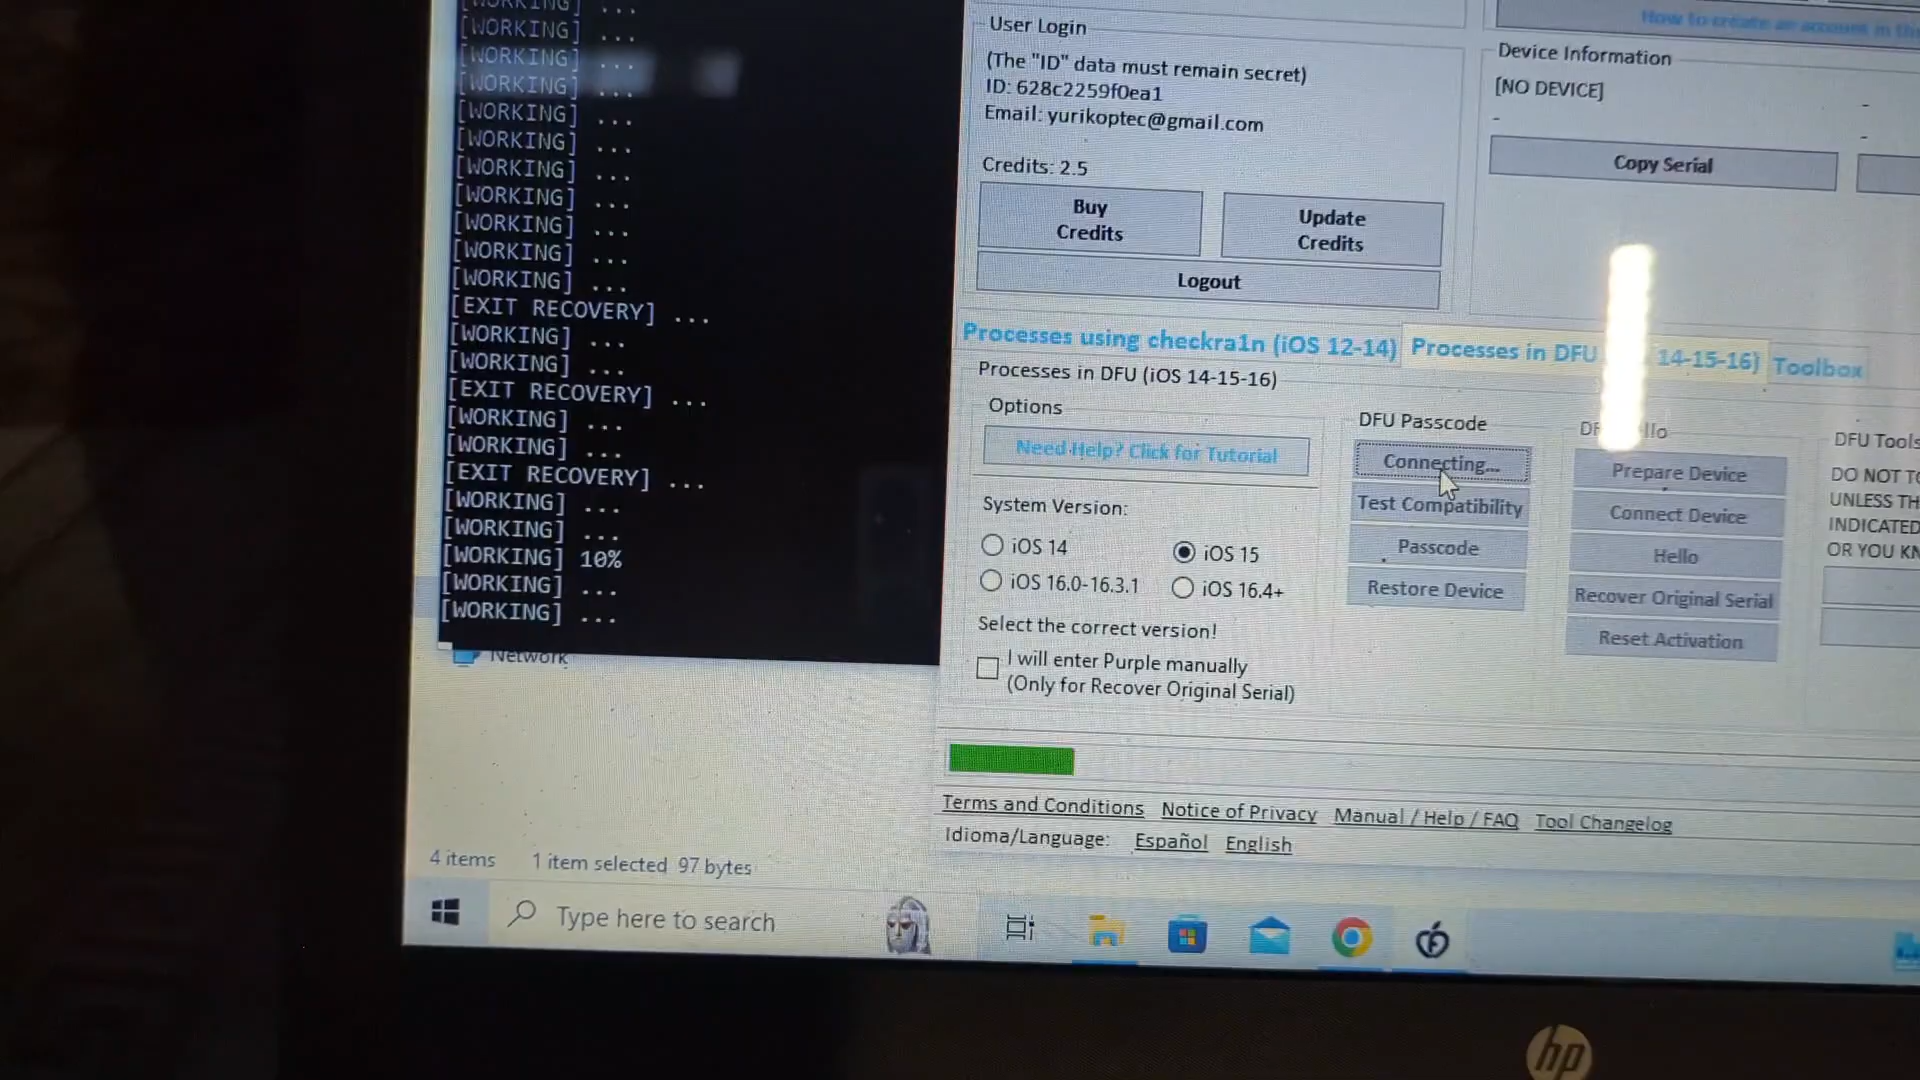 [WORKING] ...
[WORKING] ...
[WORKING] ...
[WORKING] ...
[WORKING] ...
[WORKING] ...
[WORKING] ...
[WORKING] ...
[WORKING] ...
[WORKING] ...
[WORKING] ...
[EXIT RECOVERY] ...
[WORKING] ...
[WORKING] ...
[EXIT RECOVERY] ...
[WORKING] ...
[WORKING] ...
[EXIT RECOVERY] ...
[WORKING] ...
[WORKING] ...
[WORKING] 10%
[WORKING] ...
[WORKING] ...
Network
4 items 1 item selected 97 bytes
Type here to search
User Login
(The "ID" data must remain secret)
ID: 628c2259f0ea1
Email: yurikoptec@gmail.com
Credits: 2.5
Buy
Credits
Update
Credits
Logout
How to create an account in
Device Information
[NO DEVICE]
-
-
-
Copy Serial
Processes using checkra1n (iOS 12-14) Processes in DFU 14-15-16) Toolbox
Processes in DFU (iOS 14-15-16)
Options
Need Help? Click for Tutorial
System Version:
iOS 14 iOS 15
iOS 16.0-16.3.1 iOS 16.4+
Select the correct version!
I will enter Purple manually
(Only for Recover Original Serial)
DFU Passcode
Connecting...
Test Compatibility
Passcode
Restore Device
Prepare Device
Connect Device
Hello
Recover Original Serial
Reset Activation
DFU Tools
DO NOT
UNLESS
INDICATED
OR YOU
Terms and Conditions Notice of Privacy Manual / Help / FAQ Tool Changelog
Idioma/Language: Español English
hp